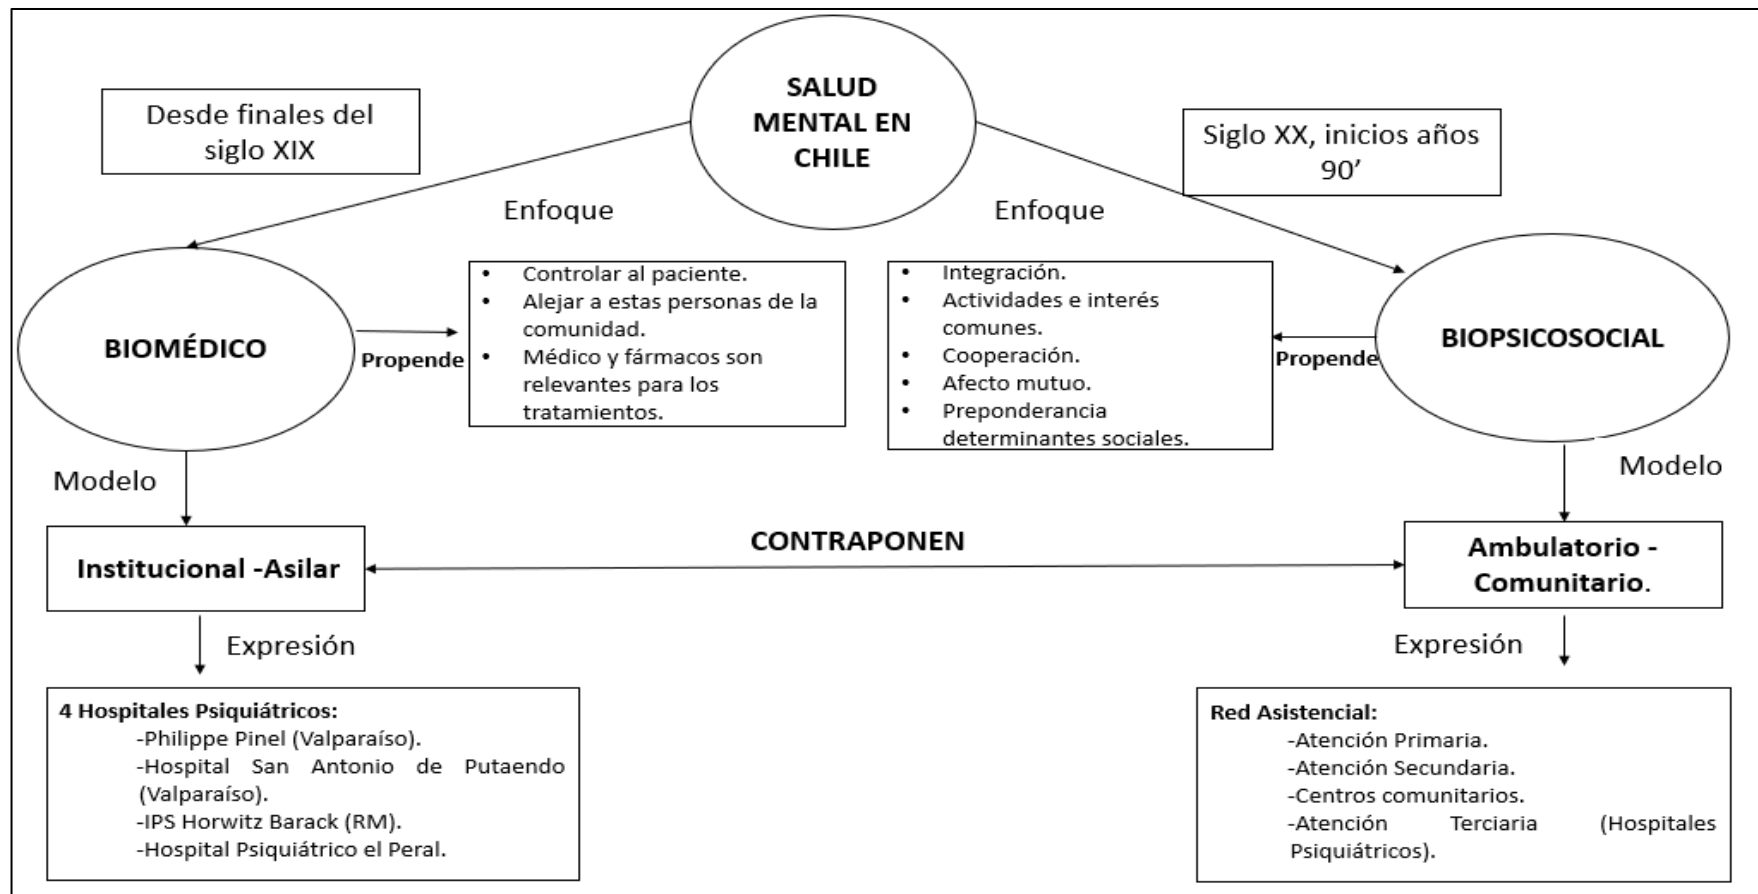 SALUD
MENTAL EN
CHILE
Desde finales del
siglo XIX
Siglo XX, inicios años
90’
Enfoque
Enfoque
BIOMÉDICO
Propende
• Controlar al paciente.
• Alejar a estas personas de la
comunidad.
• Médico y fármacos son
relevantes para los
tratamientos.
• Integración.
• Actividades e interés
comunes.
• Cooperación.
• Afecto mutuo.
• Preponderancia
determinantes sociales.
Propende
BIOPSICOSOCIAL
Modelo
Modelo
Institucional -Asilar
CONTRAPONEN
Ambulatorio -
Comunitario.
Expresión
Expresión
4 Hospitales Psiquiátricos:
-Philippe Pinel (Valparaíso).
-Hospital San Antonio de Putaendo
(Valparaíso).
-IPS Horwitz Barack (RM).
-Hospital Psiquiátrico el Peral.
Red Asistencial:
-Atención Primaria.
-Atención Secundaria.
-Centros comunitarios.
-Atención Terciaria (Hospitales
Psiquiátricos).